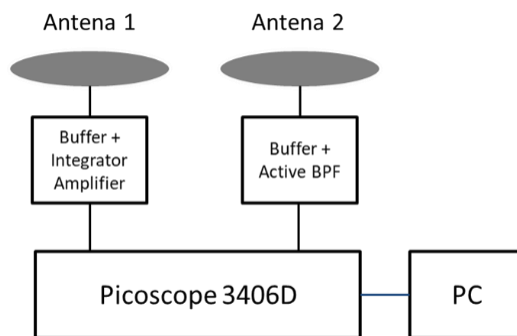 Antena 1
Antena 2
Buffer +
Integrator
Amplifier
Buffer +
Active BPF
Picoscope 3406D
PC